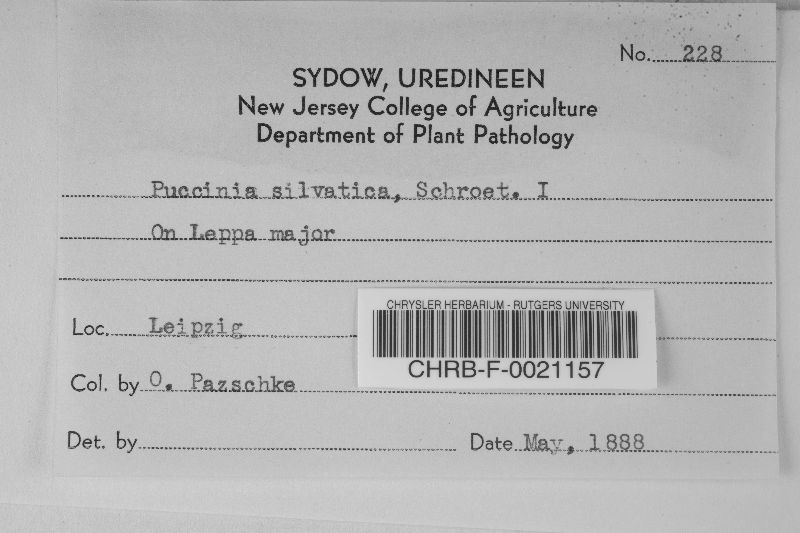 No. 228
SYDOW, UREDINEEN
New Jersey College of Agriculture
Department of Plant Pathology
Puccinia silvatica, Schroet. I
On Leppa major
CHRYSLER HERBARIUM - RUTGERS UNIVERSITY
Loc. Leipzig
CHRB-F-0021157
Col. by O. Pazschke
Det. by
Date May, 1888